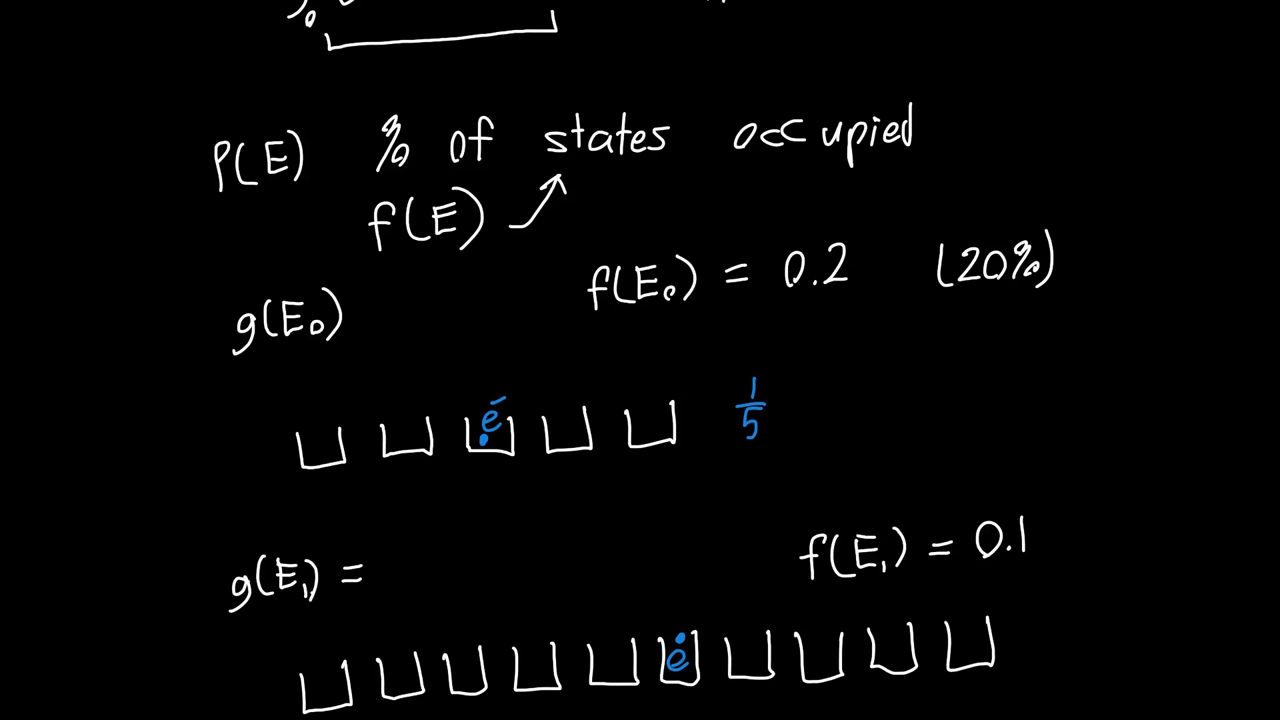 P(E) % of states occupied
f(E)
f(E₀) = 0.2 (20%)
g(E₀)
e⁻ 1/5
g(E₁) = f(E₁) = 0.1
e